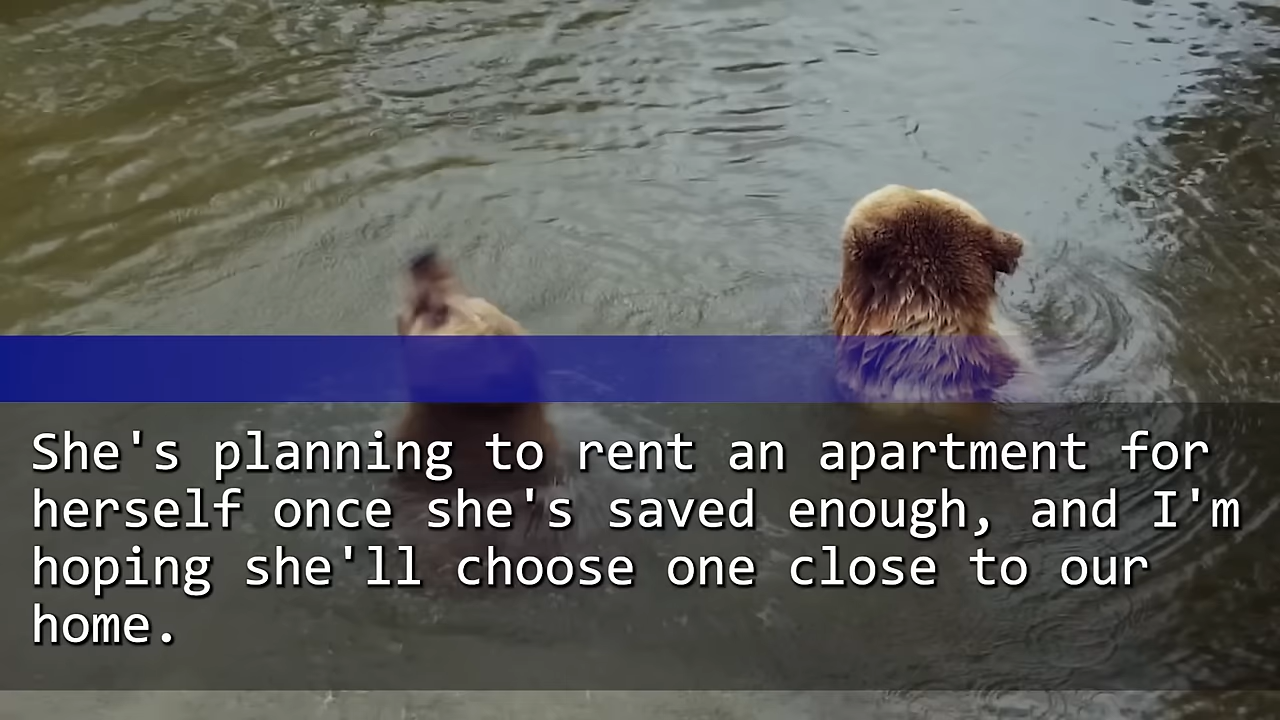 She's planning to rent an apartment for
herself once she's saved enough, and I'm
hoping she'll choose one close to our
home.